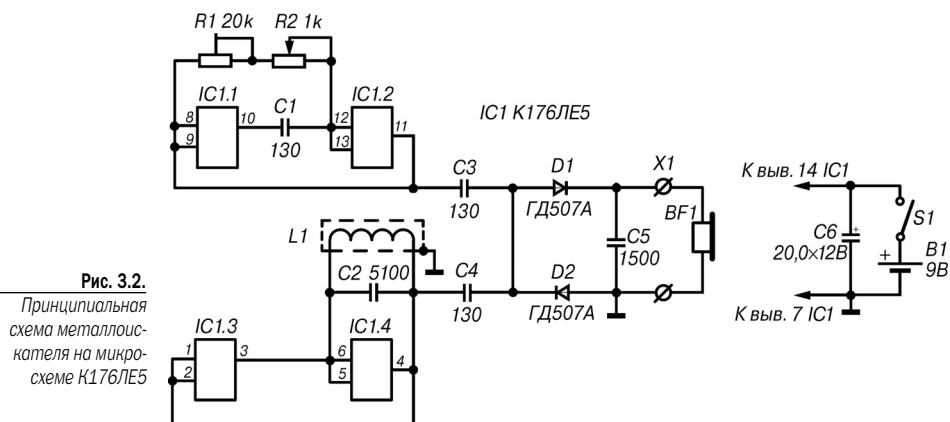 R1 20k
R2 1k
IC1.1
8
9
10
C1
130
IC1.2
12
13
11
IC1 К176ЛЕ5
C3
130
D1
ГД507А
X1
BF1
C5
1500
L1
C2 5100
C4
130
D2
ГД507А
IC1.3
1
2
3
IC1.4
6
5
4
К выв. 14 IC1
S1
C6
+
20,0×12В
+
B1
9В
К выв. 7 IC1
Рис. 3.2.
Принципиальная
схема металлоис-
кателя на микро-
схеме К176ЛЕ5